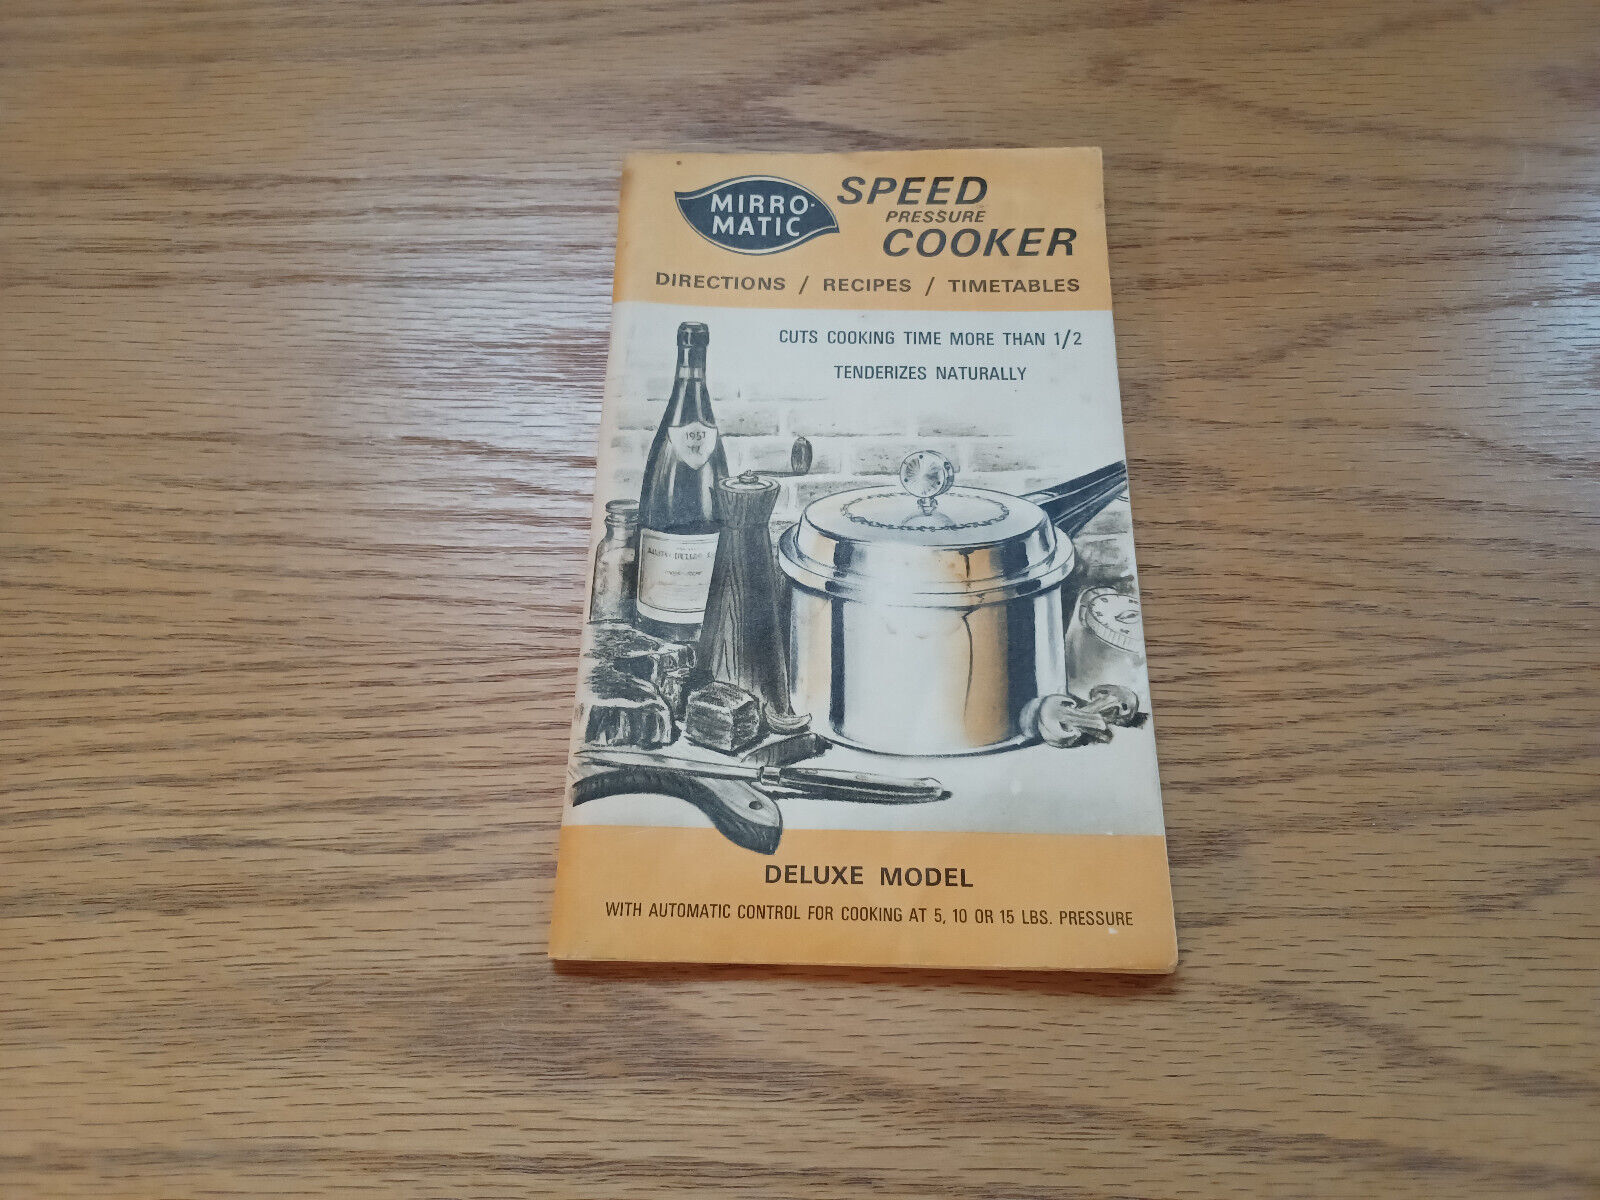 MIRRO-
MATIC
SPEED
PRESSURE
COOKER
DIRECTIONS / RECIPES / TIMETABLES
CUTS COOKING TIME MORE THAN 1/2
TENDERIZES NATURALLY
1957
DELUXE MODEL
WITH AUTOMATIC CONTROL FOR COOKING AT 5, 10 OR 15 LBS. PRESSURE